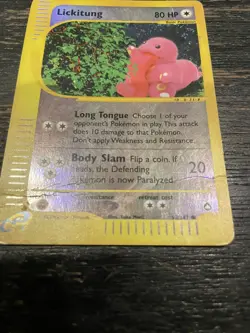 Lickitung 80 HP
Long Tongue Choose 1 of your
opponent's Pokémon in play. This attack
does 10 damage to that Pokémon.
Don't apply Weakness and Resistance.
Body Slam Flip a coin. If
heads, the Defending 20
Pokémon is now Paralyzed.
retreat cost